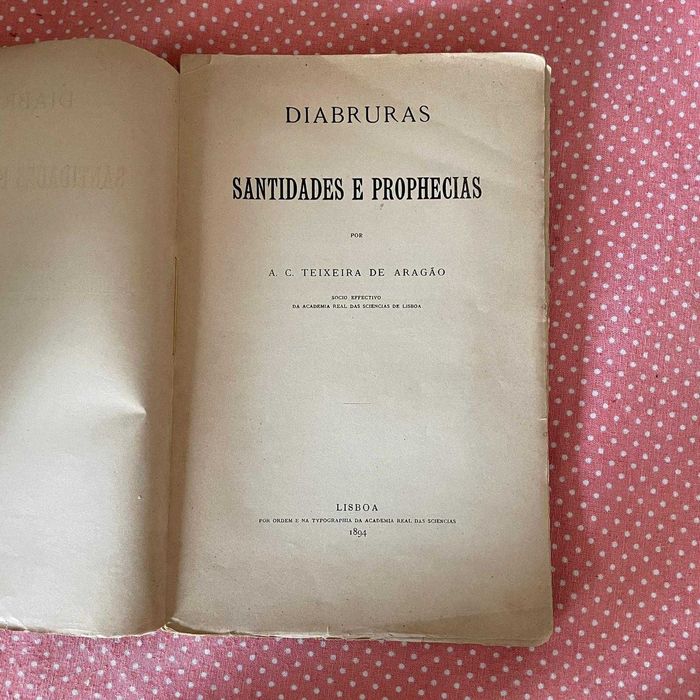 DIABRURAS
SANTIDADES E PROPHECIAS
POR
A. C. TEIXEIRA DE ARAGÃO
SOCIO EFFECTIVO
DA ACADEMIA REAL DAS SCIENCIAS DE LISBOA
LISBOA
POR ORDEM E NA TYPOGRAPHIA DA ACADEMIA REAL DAS SCIENCIAS
1894